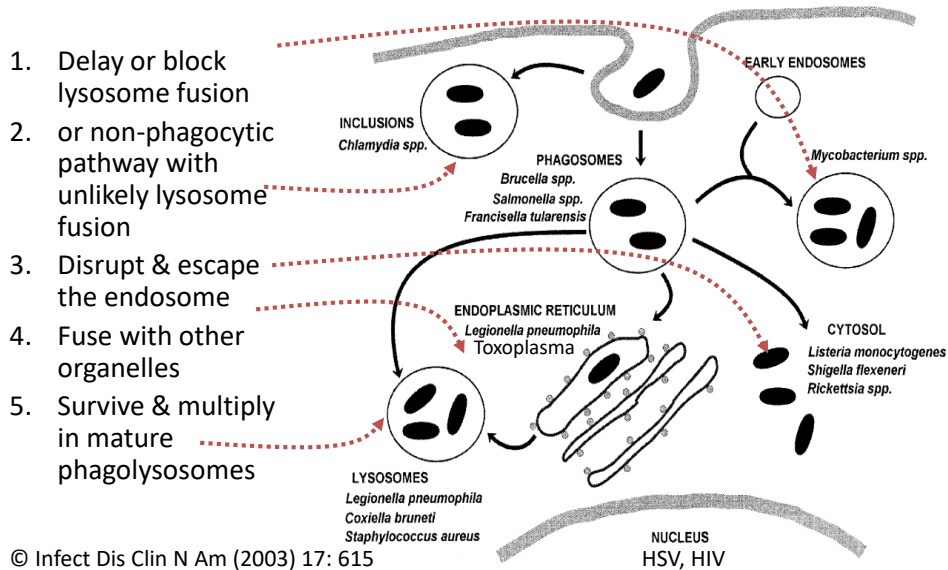 1. Delay or block
lysosome fusion
2. or non-phagocytic
pathway with
unlikely lysosome
fusion
3. Disrupt & escape
the endosome
4. Fuse with other
organelles
5. Survive & multiply
in mature
phagolysosomes
EARLY ENDOSOMES
INCLUSIONS
Chlamydia spp.
PHAGOSOMES
Brucella spp.
Salmonella spp.
Francisella tularensis
Mycobacterium spp.
ENDOPLASMIC RETICULUM
Legionella pneumophila
Toxoplasma
CYTOSOL
Listeria monocytogenes
Shigella flexeneri
Rickettsia spp.
LYSOSOMES
Legionella pneumophila
Coxiella bruneti
Staphylococcus aureus
NUCLEUS
HSV, HIV
© Infect Dis Clin N Am (2003) 17: 615